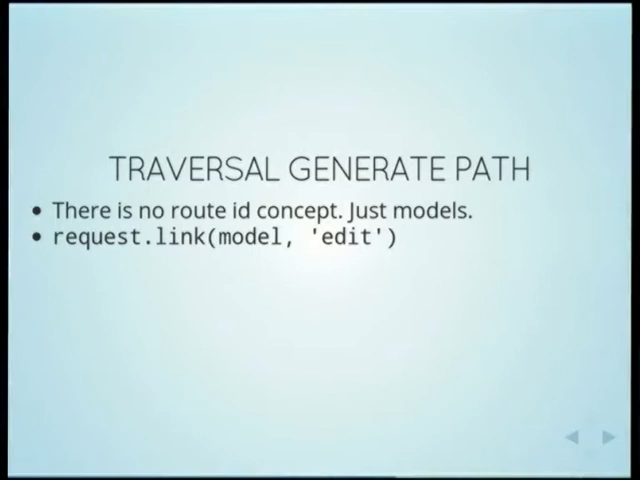 TRAVERSAL GENERATE PATH
There is no route id concept. Just models.
request.link(model, 'edit')